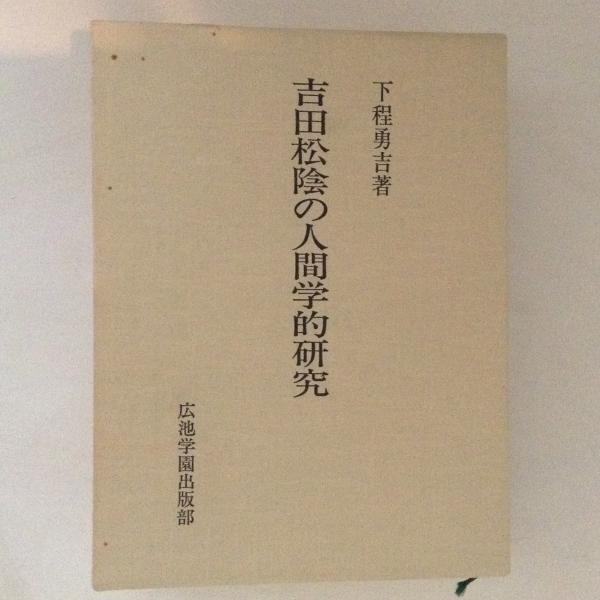 下程勇吉著
吉田松陰の人間学的研究
広池学園出版部